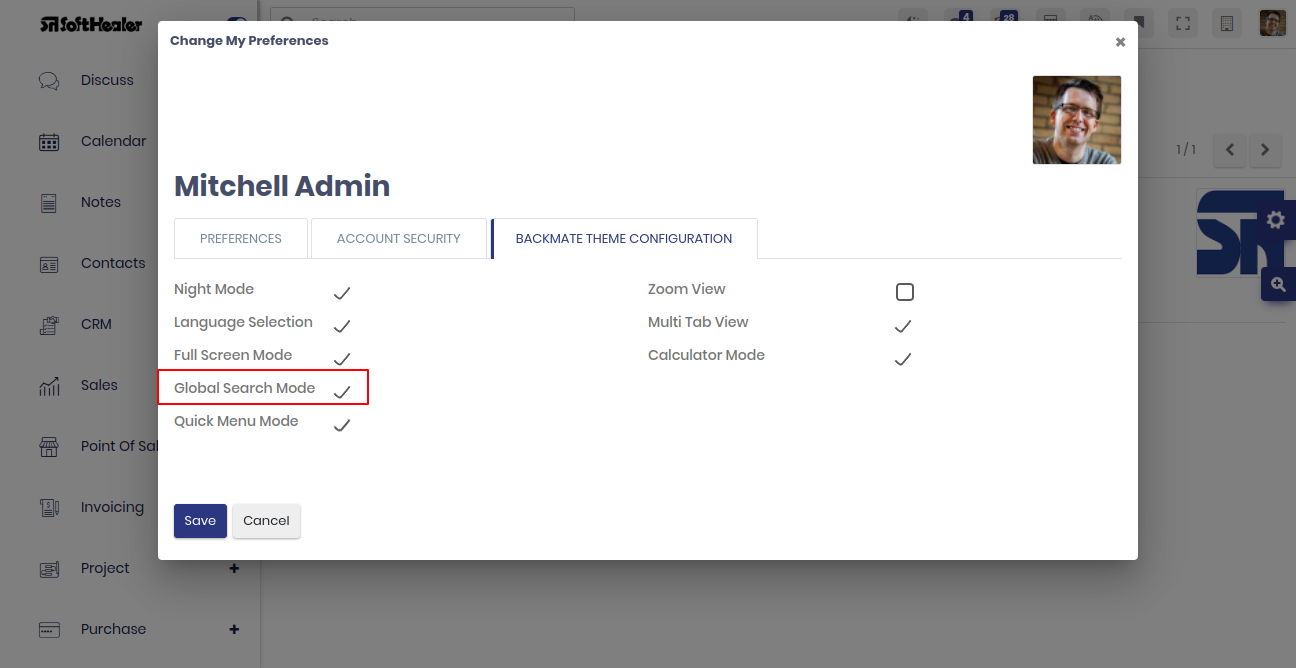 SoftHealer
Search
4
28
Change My Preferences
Discuss
Calendar
1 / 1
Mitchell Admin
Notes
PREFERENCES
ACCOUNT SECURITY
BACKMATE THEME CONFIGURATION
Contacts
Night Mode
Zoom View
Language Selection
Multi Tab View
CRM
Full Screen Mode
Calculator Mode
Sales
Global Search Mode
Quick Menu Mode
Point Of Sal
Invoicing
Save
Cancel
Project
Purchase